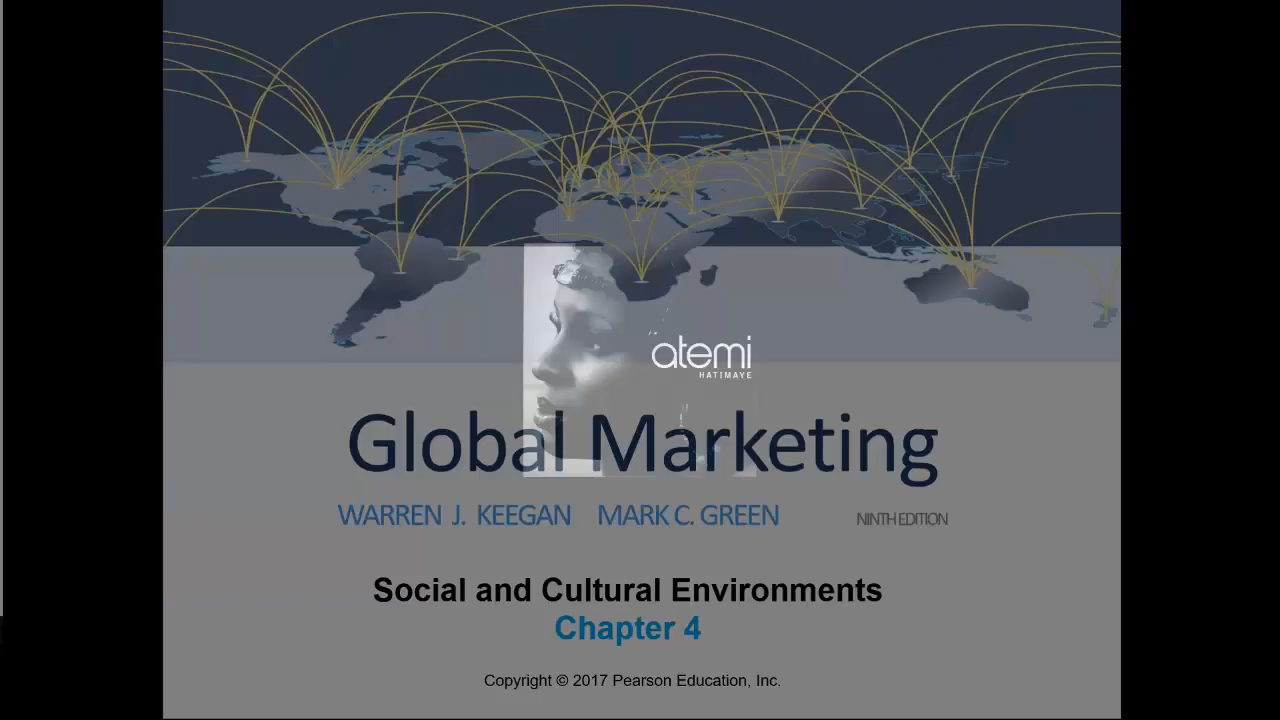 atemi
HATIMAYE
Global Marketing
WARREN J. KEEGAN MARK C. GREEN NINTH EDITION
Social and Cultural Environments
Chapter 4
Copyright © 2017 Pearson Education, Inc.